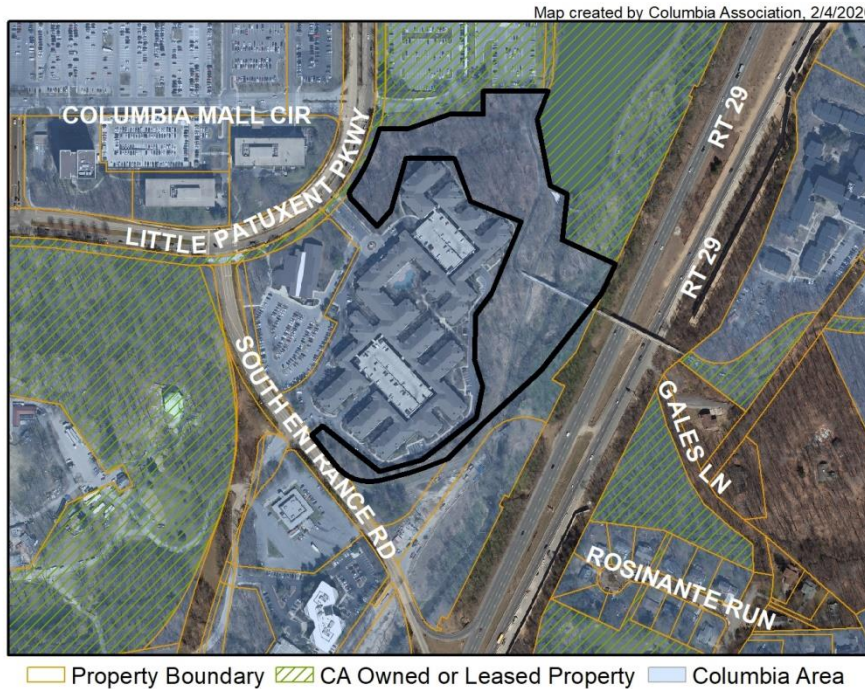 Map created by Columbia Association, 2/4/2020
COLUMBIA MALL CIR
LITTLE PATUXENT PKWY
RT 29
RT 29
SOUTH ENTRANCE RD
GALES LN
ROSINANTE RUN
Property Boundary CA Owned or Leased Property Columbia Area